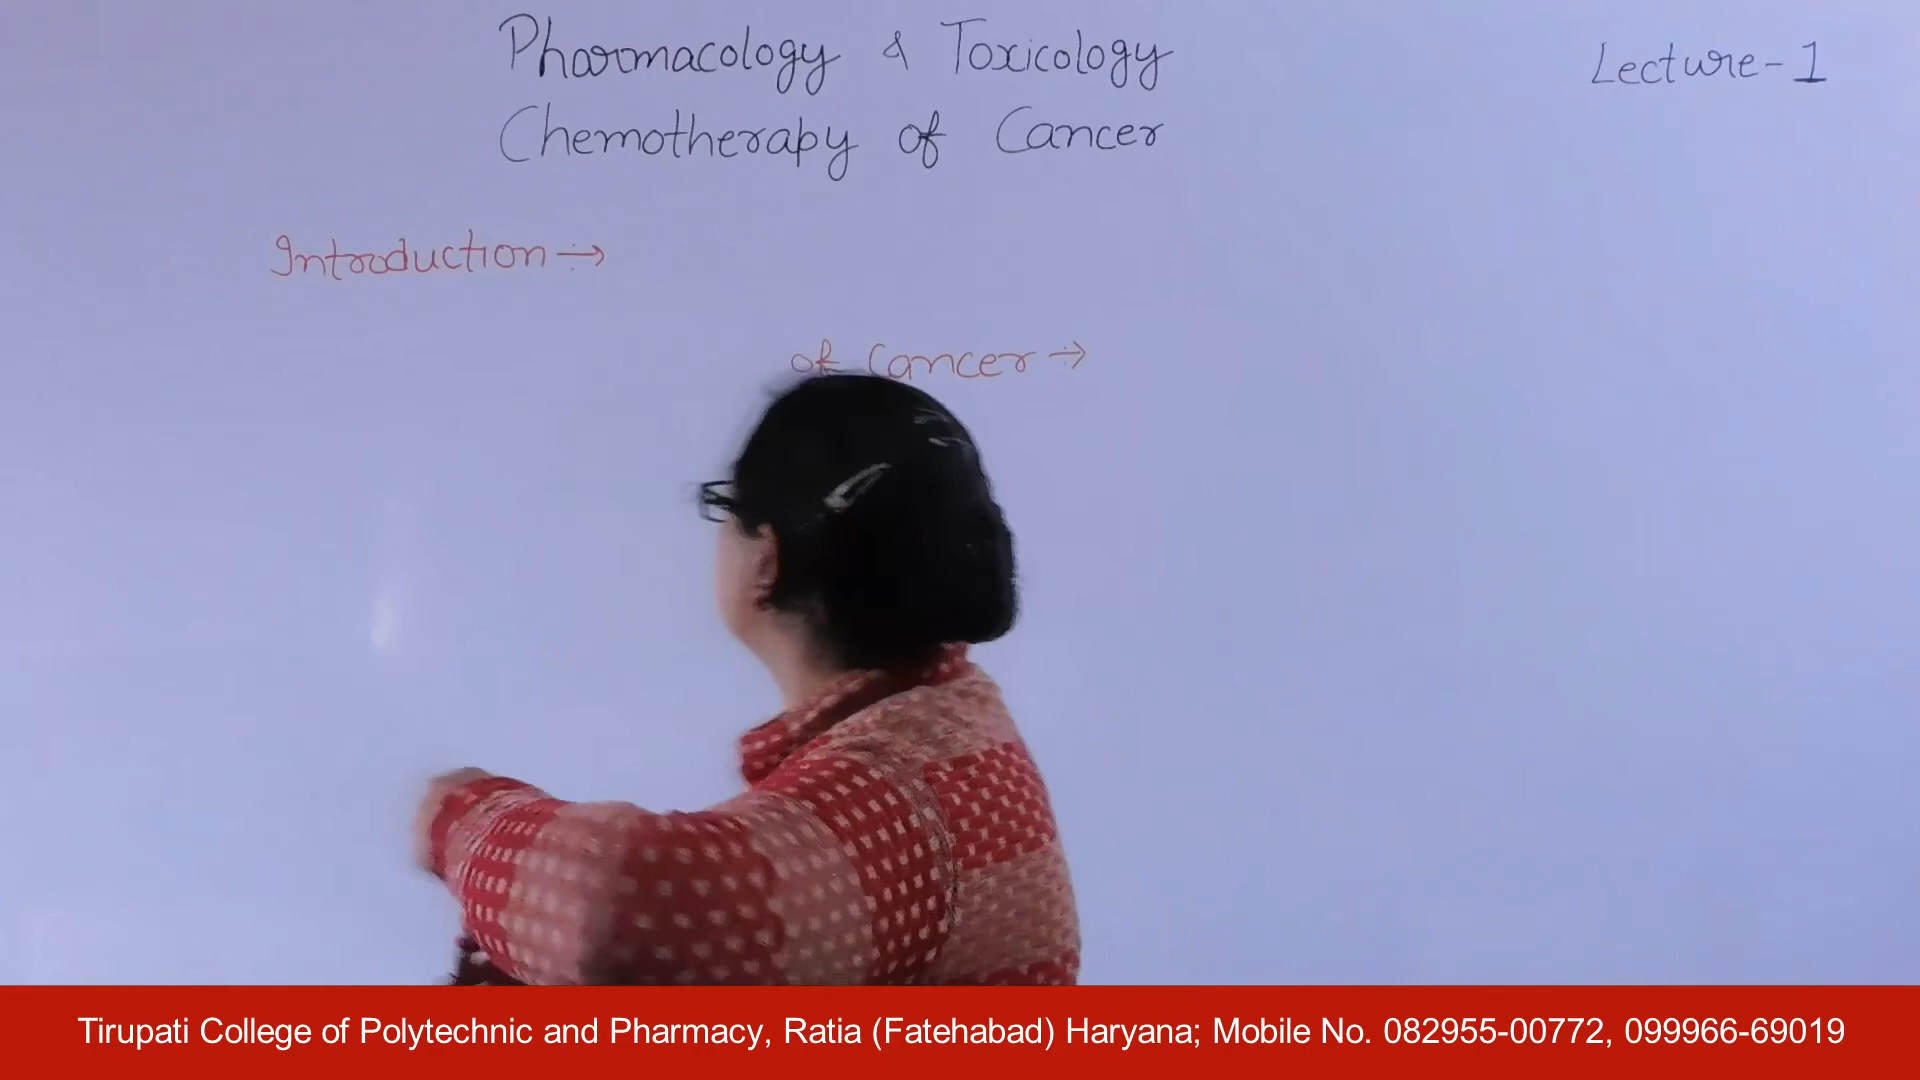 Pharmacology & Toxicology
Lecture-1
Chemotherapy of Cancer
Introduction →
of Cancer →
Tirupati College of Polytechnic and Pharmacy, Ratia (Fatehabad) Haryana; Mobile No. 082955-00772, 099966-69019